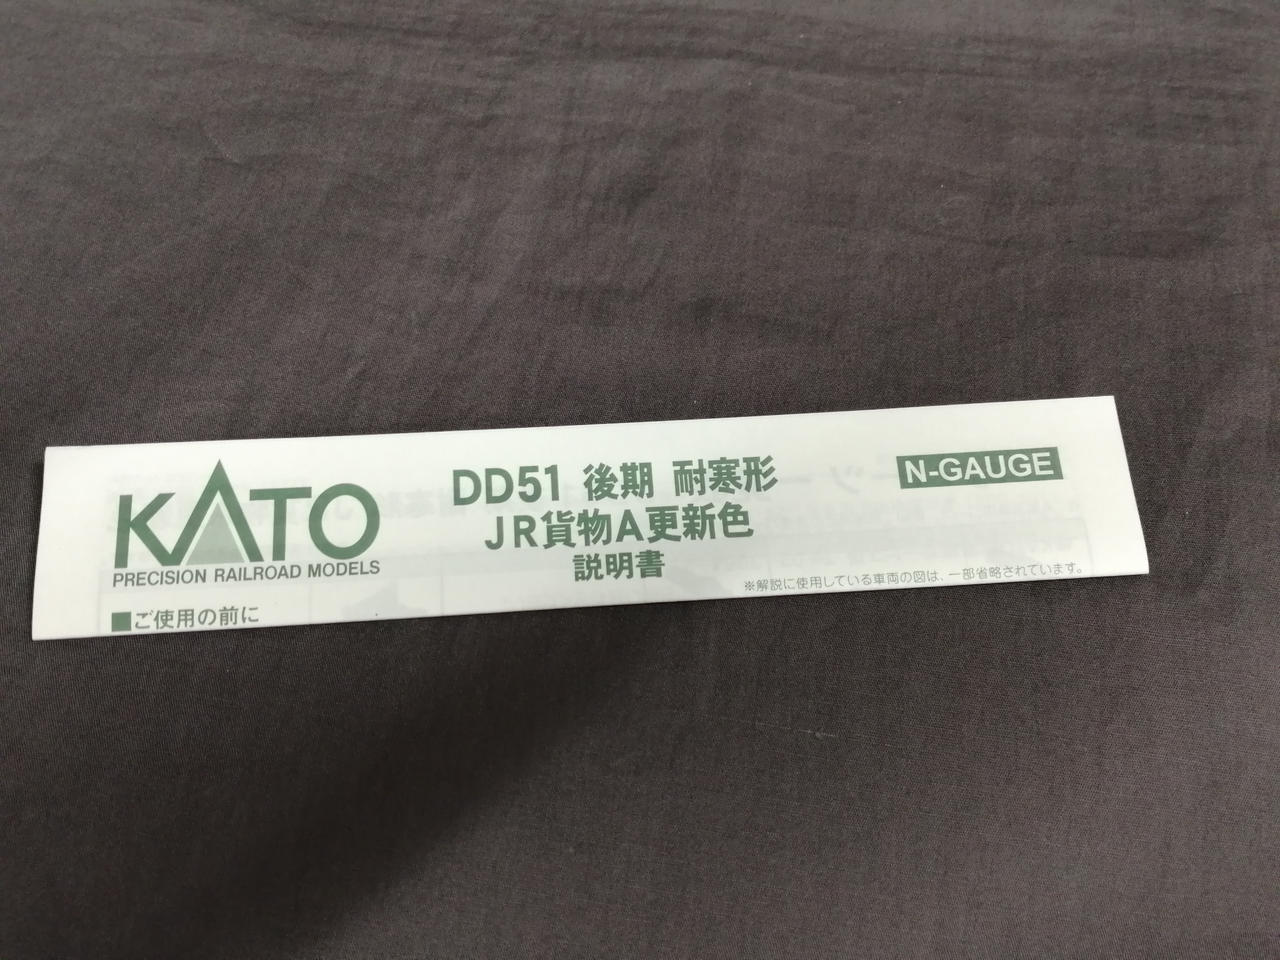 KATO
PRECISION RAILROAD MODELS
DD51 後期 耐寒形
JR貨物A更新色
説明書
N-GAUGE
※解説に使用している車両の図は、一部省略されています。
■ご使用の前に